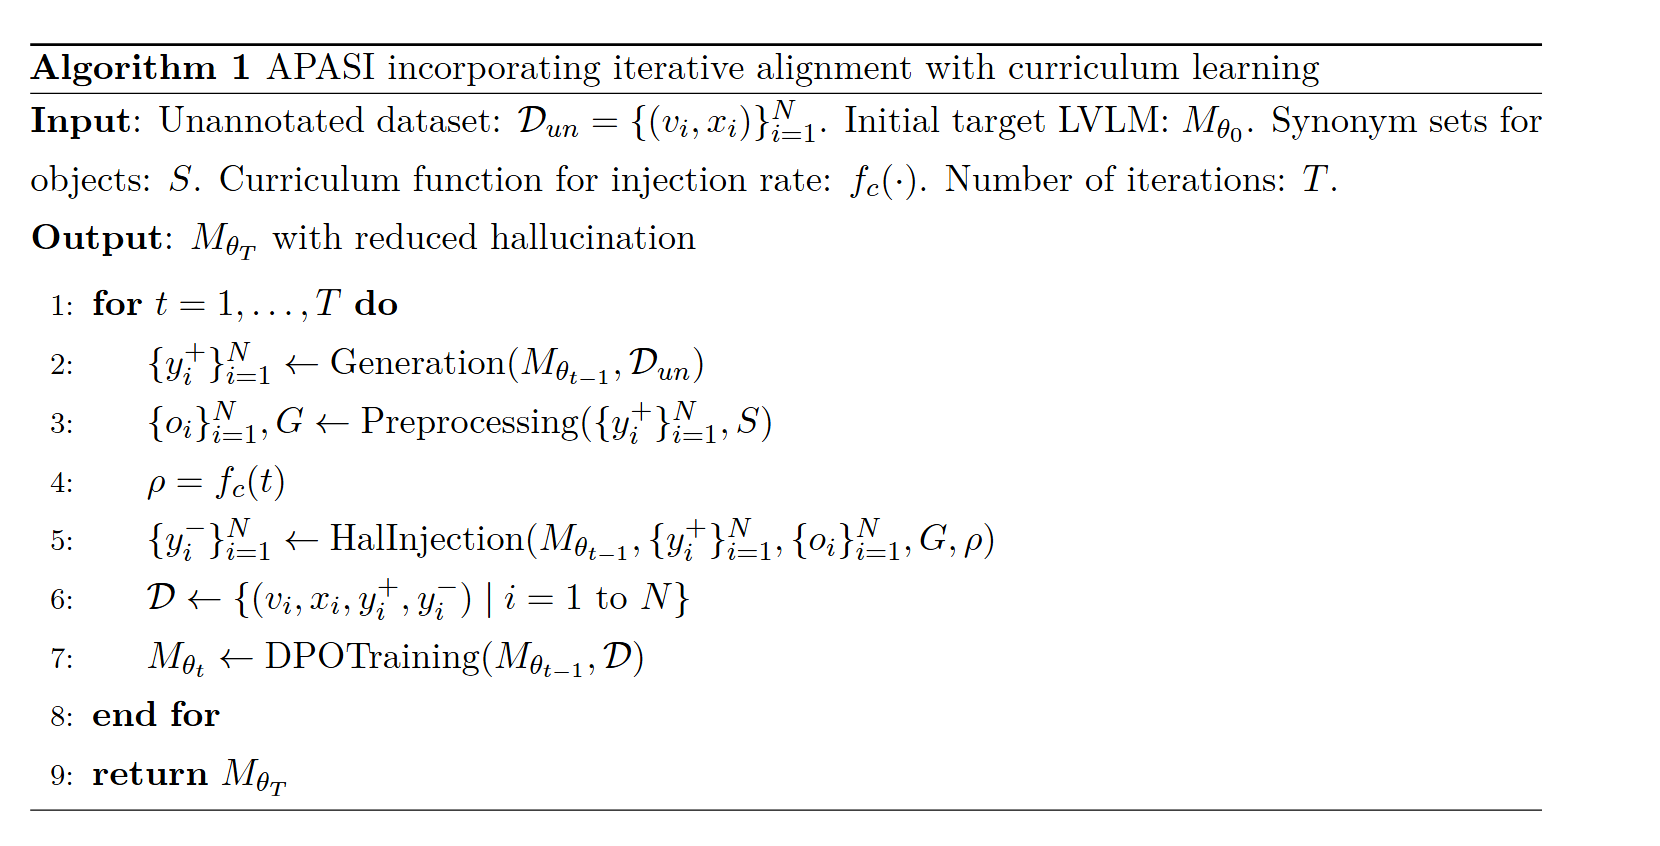 Algorithm 1 APASI incorporating iterative alignment with curriculum learning
Input: Unannotated dataset: $\mathcal{D}_{un} = \{(v_i, x_i)\}_{i=1}^{N}$. Initial target LVLM: $M_{\theta_0}$. Synonym sets for
objects: $S$. Curriculum function for injection rate: $f_c(\cdot)$. Number of iterations: $T$.
Output: $M_{\theta_T}$ with reduced hallucination
1: for $t = 1, \ldots, T$ do
2: $\{y_i^+\}_{i=1}^{N} \leftarrow \text{Generation}(M_{\theta_{t-1}}, \mathcal{D}_{un})$
3: $\{o_i\}_{i=1}^{N}, G \leftarrow \text{Preprocessing}(\{y_i^+\}_{i=1}^{N}, S)$
4: $\rho = f_c(t)$
5: $\{y_i^-\}_{i=1}^{N} \leftarrow \text{HalInjection}(M_{\theta_{t-1}}, \{y_i^+\}_{i=1}^{N}, \{o_i\}_{i=1}^{N}, G, \rho)$
6: $\mathcal{D} \leftarrow \{(v_i, x_i, y_i^+, y_i^-) \mid i = 1 \text{ to } N\}$
7: $M_{\theta_t} \leftarrow \text{DPOTraining}(M_{\theta_{t-1}}, \mathcal{D})$
8: end for
9: return $M_{\theta_T}$